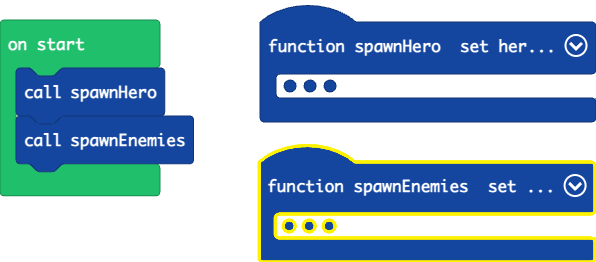 on start
call spawnHero
call spawnEnemies
function spawnHero set her...
function spawnEnemies set ...